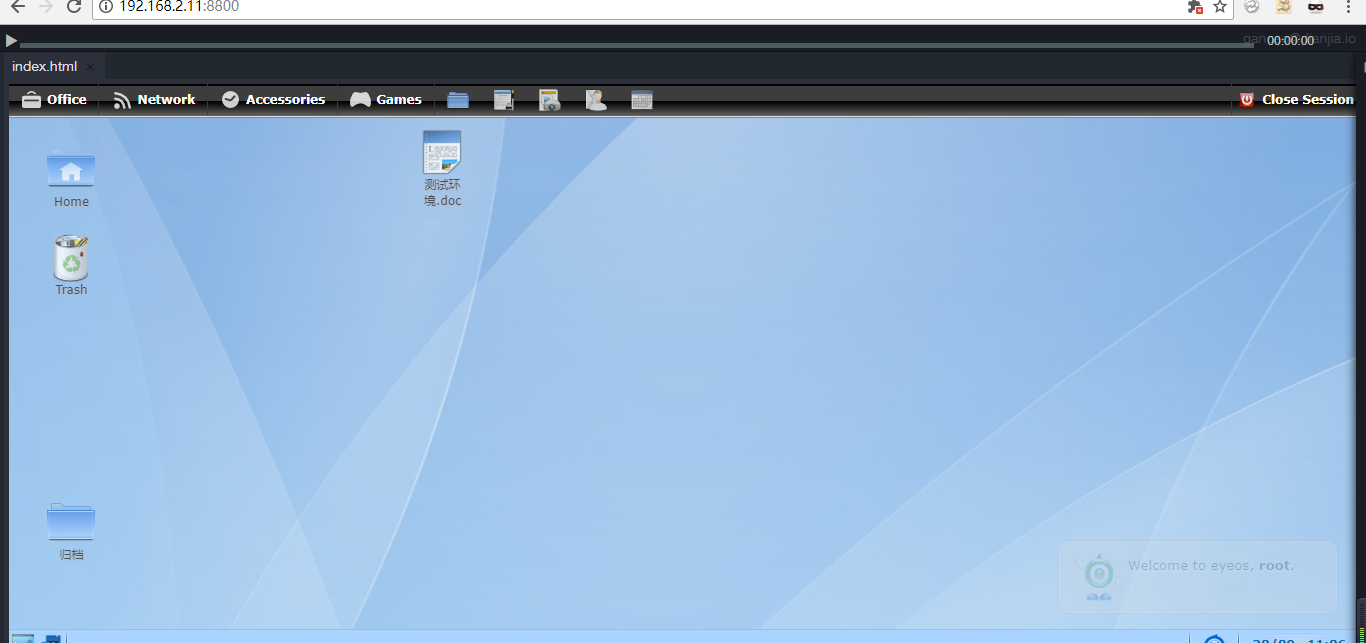 192.168.2.11:8800
00:00:00
index.html ×
Office Network Accessories Games Close Session
测试环
境.doc
Home
Trash
归档
Welcome to eyeos, root.